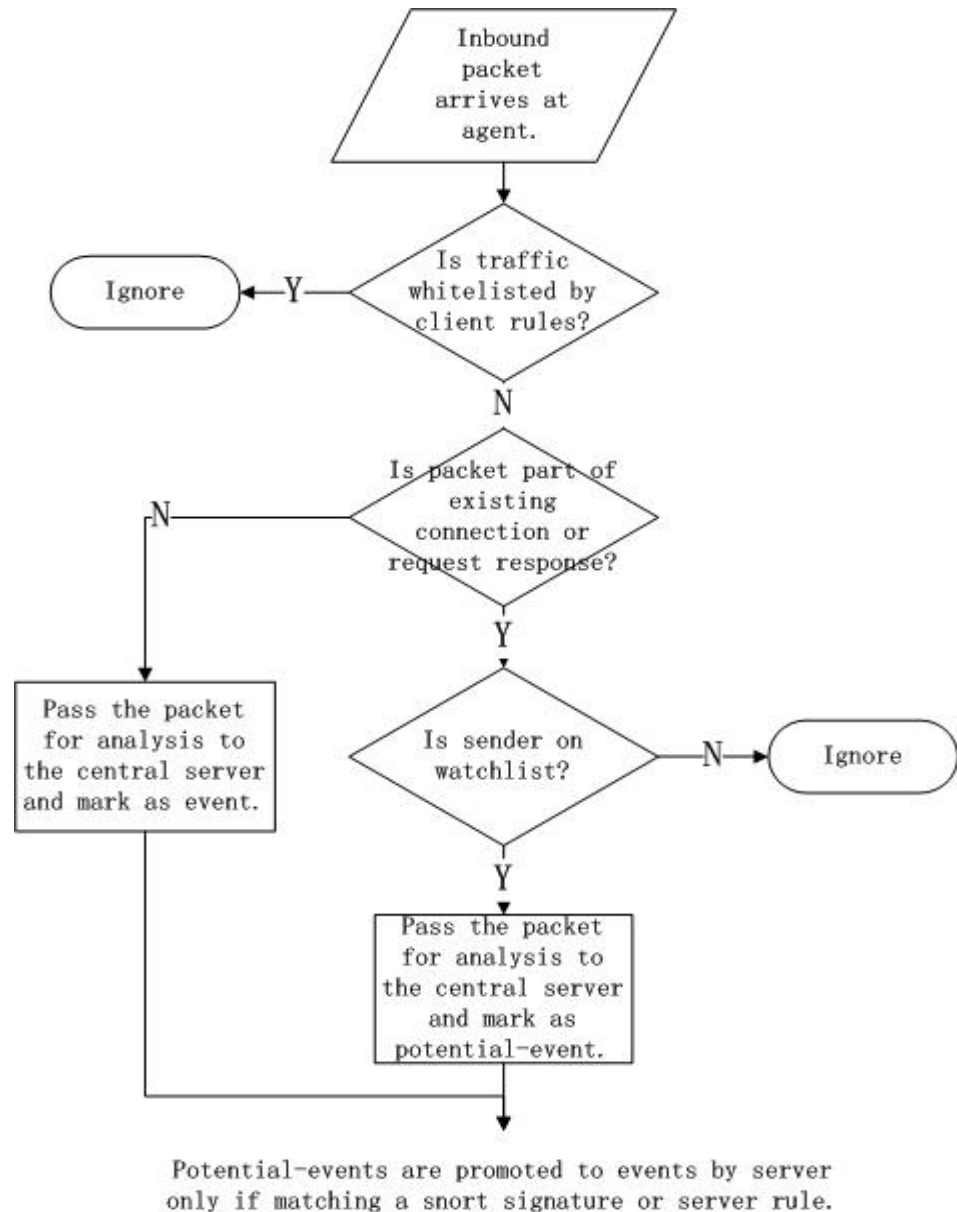 Inbound
packet
arrives at
agent.
Is traffic
whitelisted by
client rules?
Y
Ignore
N
Is packet part of
existing
connection or
request response?
N
Y
Pass the packet
for analysis to
the central server
and mark as event.
Is sender on
watchlist?
N
Ignore
Y
Pass the packet
for analysis to
the central server
and mark as
potential-event.
Potential-events are promoted to events by server
only if matching a snort signature or server rule.